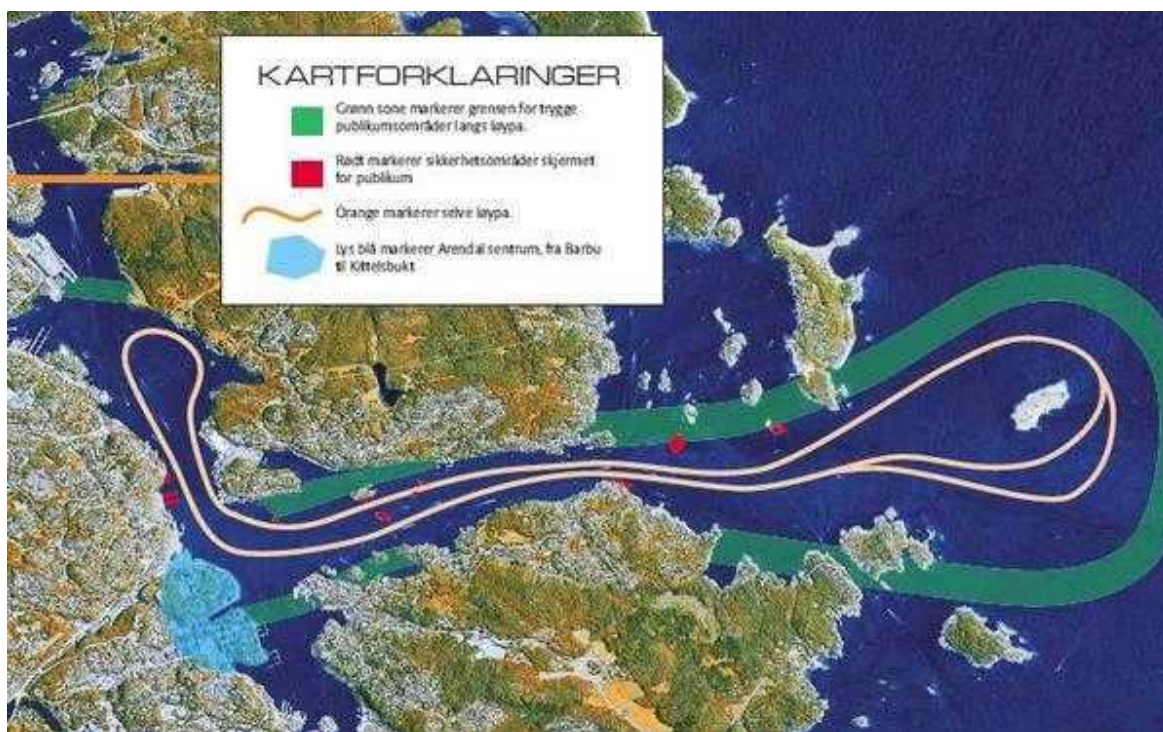 KARTFORKLARINGER
Grønn sone markerer grensen for trygge
publikumsområder langs løypa.
Rødt markerer sikkerhetsområder skjermet
for publikum
Orange markerer selve løypa.
Lys blå markerer Arendal sentrum, fra Barbu
til Kittelsbukt